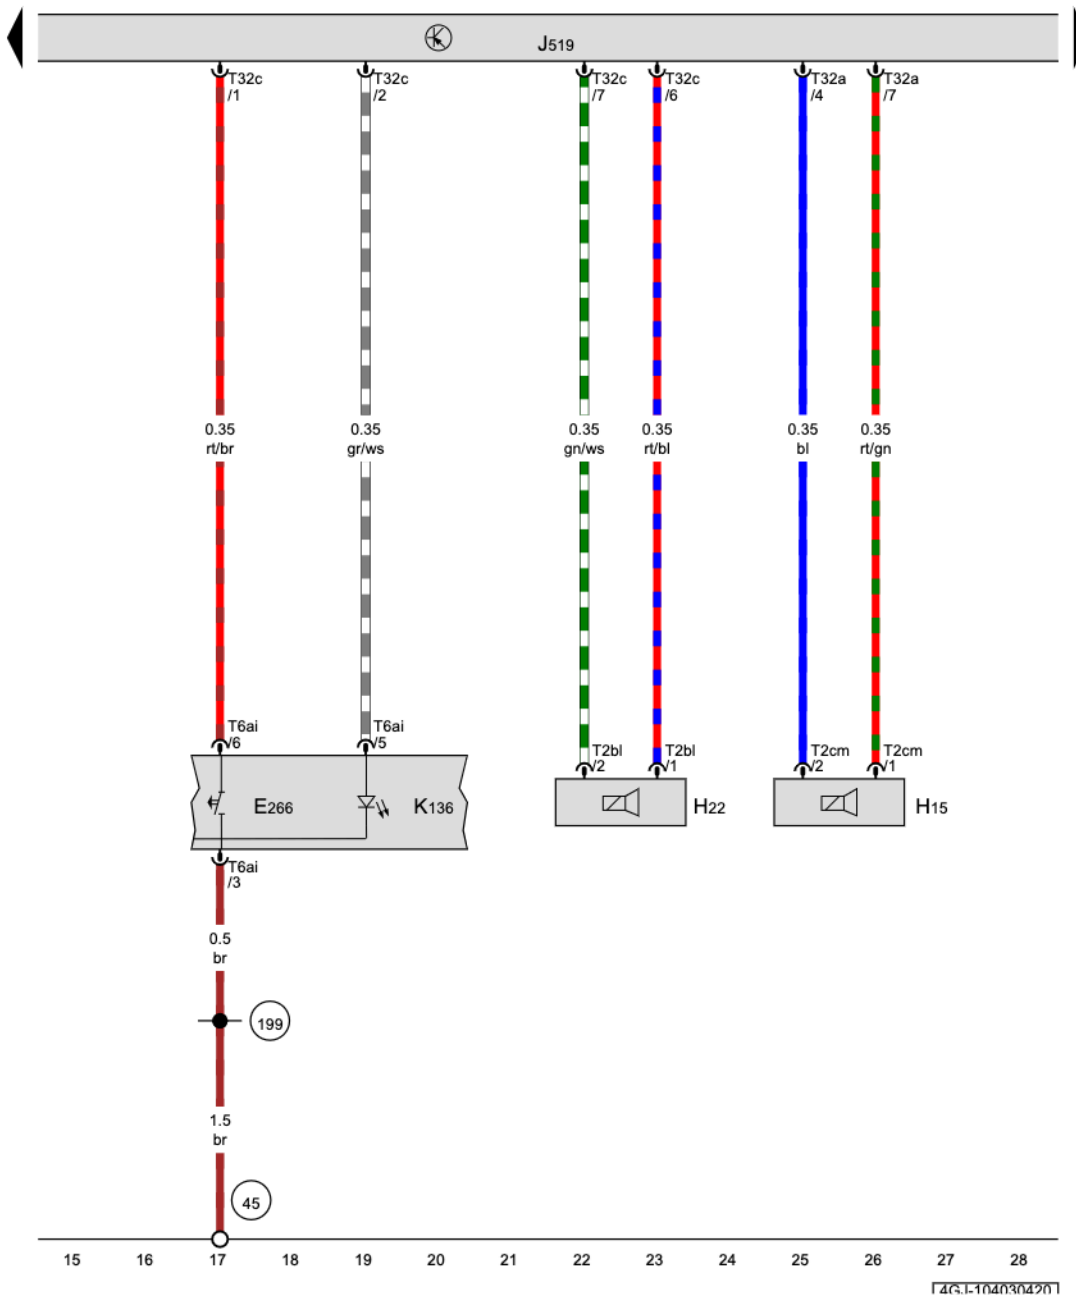 J519
T32c T32c T32c T32c T32a T32a
/1 /2 /7 /6 /4 /7
0.35 0.35 0.35 0.35 0.35 0.35
rt/br gr/ws gn/ws rt/bl bl rt/gn
T6ai T6ai
/6 /5
T2bl T2bl T2cm T2cm
/2 /1 /2 /1
E266 K136 H22 H15
T6ai
/3
0.5
br
199
1.5
br
45
15 16 17 18 19 20 21 22 23 24 25 26 27 28
4GJ-104030420